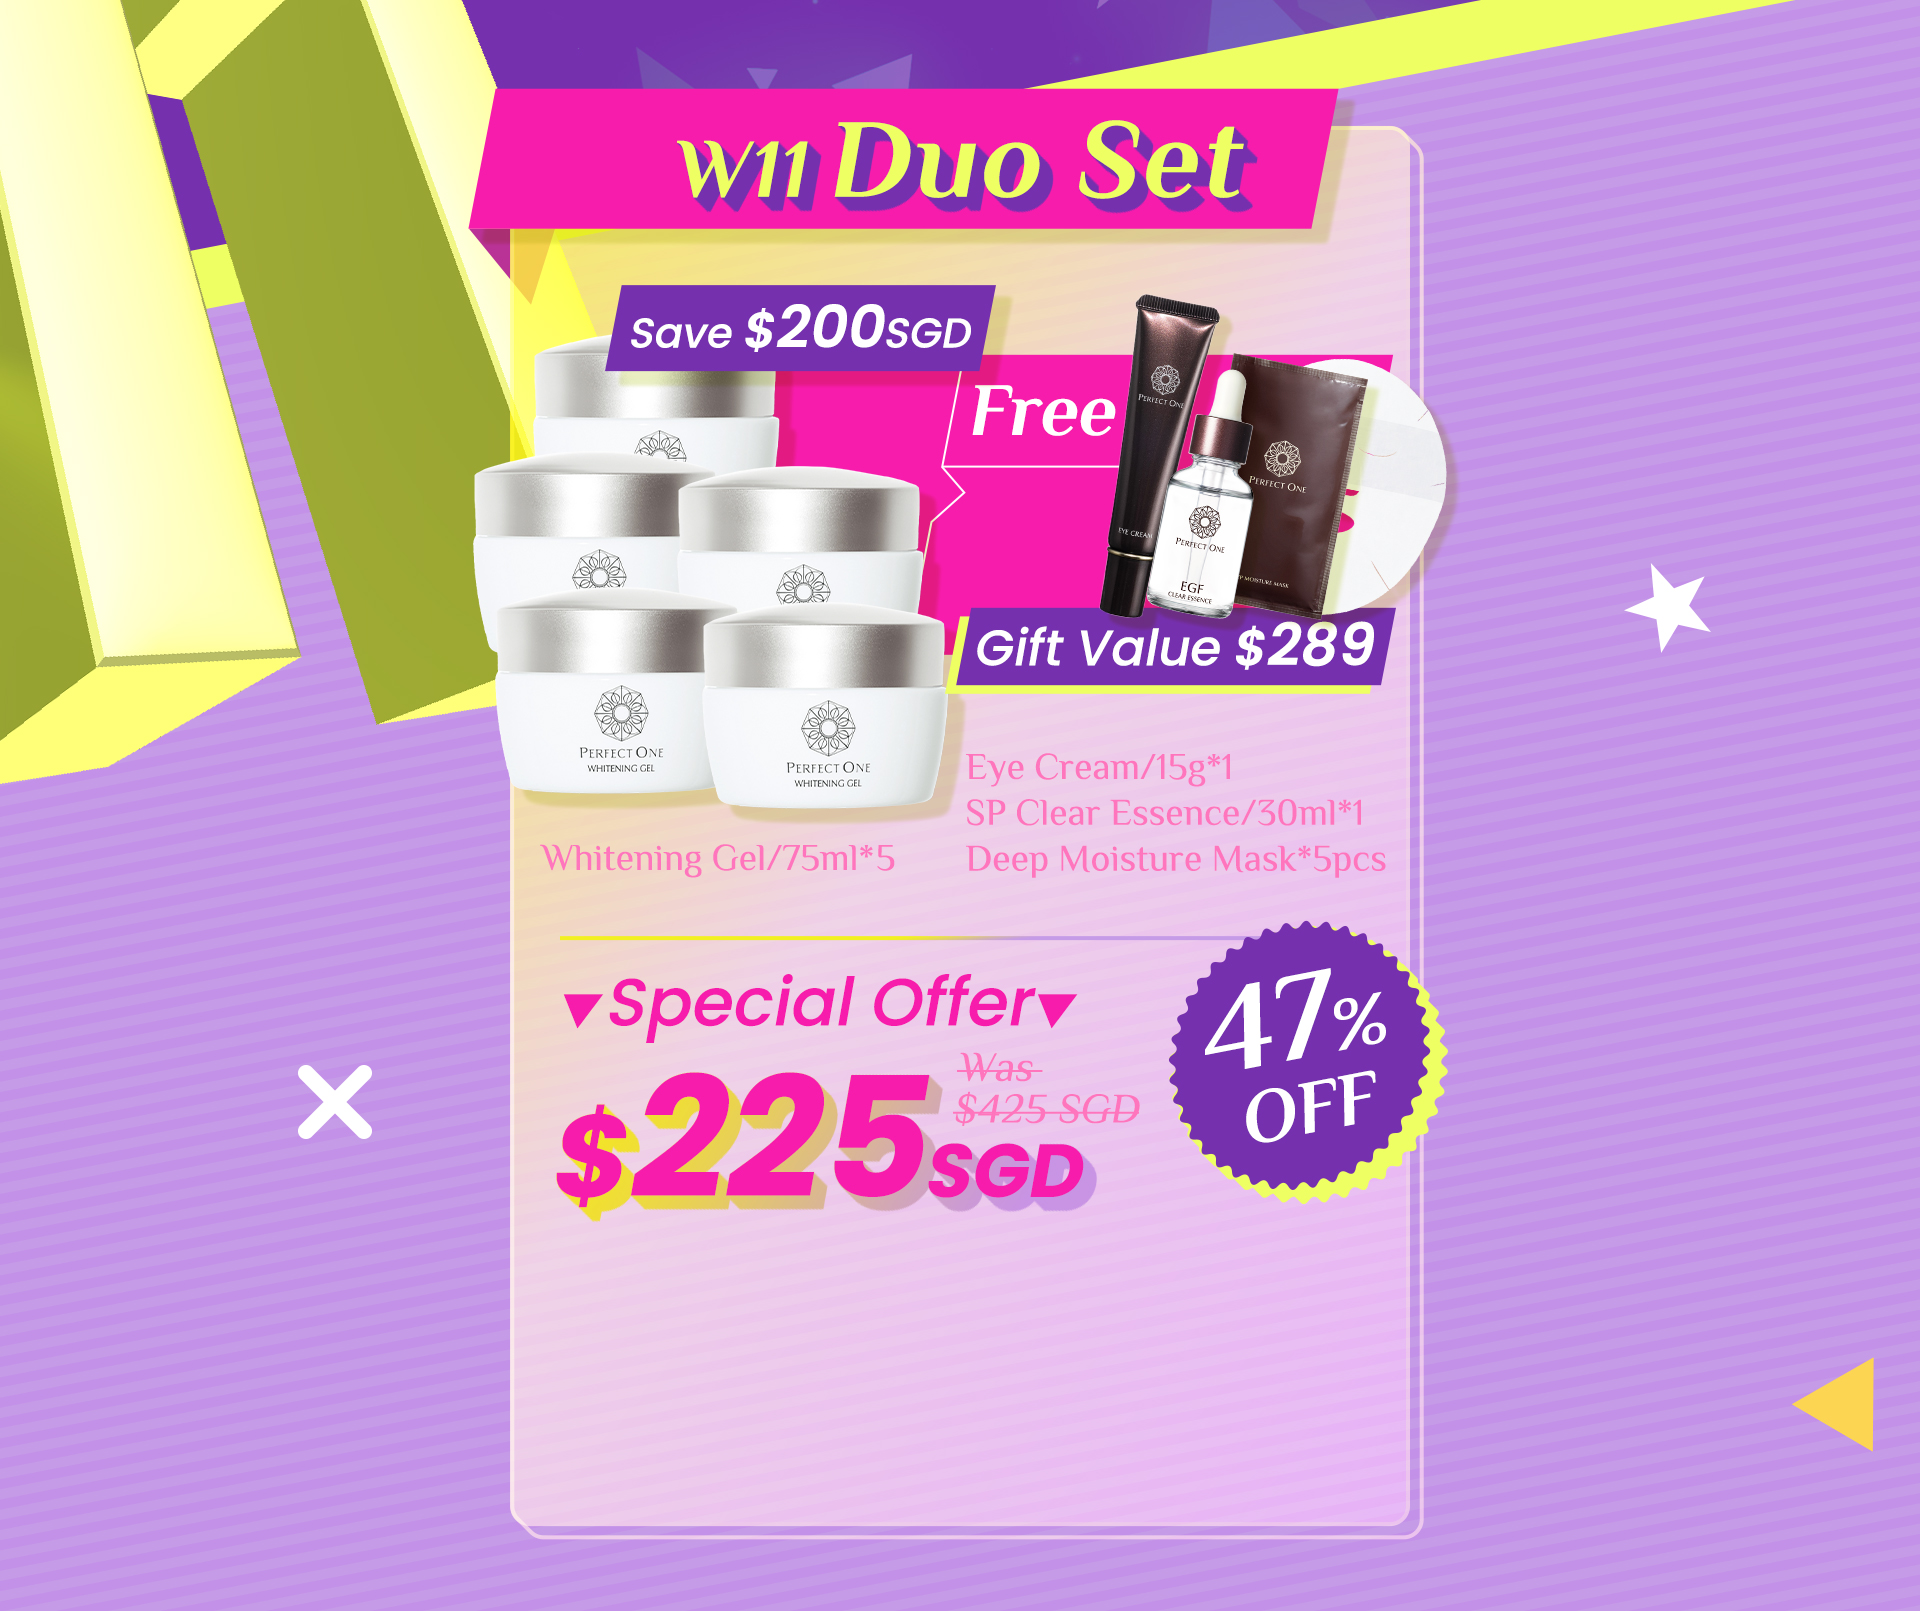 W11 Duo Set
Save $200SGD
Free
PERFECT ONE
EYE CREAM
PERFECT ONE
EGF
CLEAR ESSENCE
PERFECT ONE
MOISTURE MASK
Gift Value $289
PERFECT ONE
WHITENING GEL
PERFECT ONE
WHITENING GEL
Whitening Gel/75ml*5
Eye Cream/15g*1
SP Clear Essence/30ml*1
Deep Moisture Mask*5pcs
▼Special Offer▼
Was
$425 SGD
$225SGD
47%
OFF